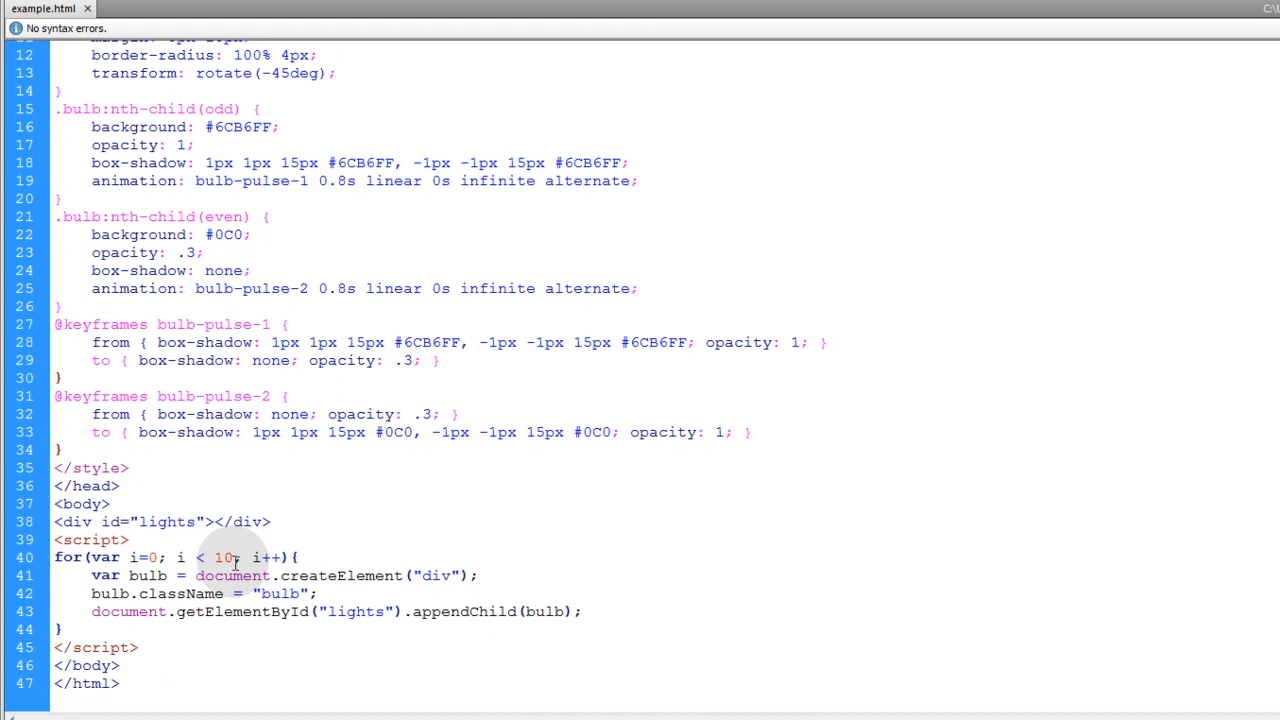 example.html ×
C:\
No syntax errors.
12 border-radius: 100% 4px;
13 transform: rotate(-45deg);
14 }
15 .bulb:nth-child(odd) {
16 background: #6CB6FF;
17 opacity: 1;
18 box-shadow: 1px 1px 15px #6CB6FF, -1px -1px 15px #6CB6FF;
19 animation: bulb-pulse-1 0.8s linear 0s infinite alternate;
20 }
21 .bulb:nth-child(even) {
22 background: #0C0;
23 opacity: .3;
24 box-shadow: none;
25 animation: bulb-pulse-2 0.8s linear 0s infinite alternate;
26 }
27 @keyframes bulb-pulse-1 {
28 from { box-shadow: 1px 1px 15px #6CB6FF, -1px -1px 15px #6CB6FF; opacity: 1; }
29 to { box-shadow: none; opacity: .3; }
30 }
31 @keyframes bulb-pulse-2 {
32 from { box-shadow: none; opacity: .3; }
33 to { box-shadow: 1px 1px 15px #0C0, -1px -1px 15px #0C0; opacity: 1; }
34 }
35 </style>
36 </head>
37 <body>
38 <div id="lights"></div>
39 <script>
40 for(var i=0; i < 10; i++){
41 var bulb = document.createElement("div");
42 bulb.className = "bulb";
43 document.getElementById("lights").appendChild(bulb);
44 }
45 </script>
46 </body>
47 </html>